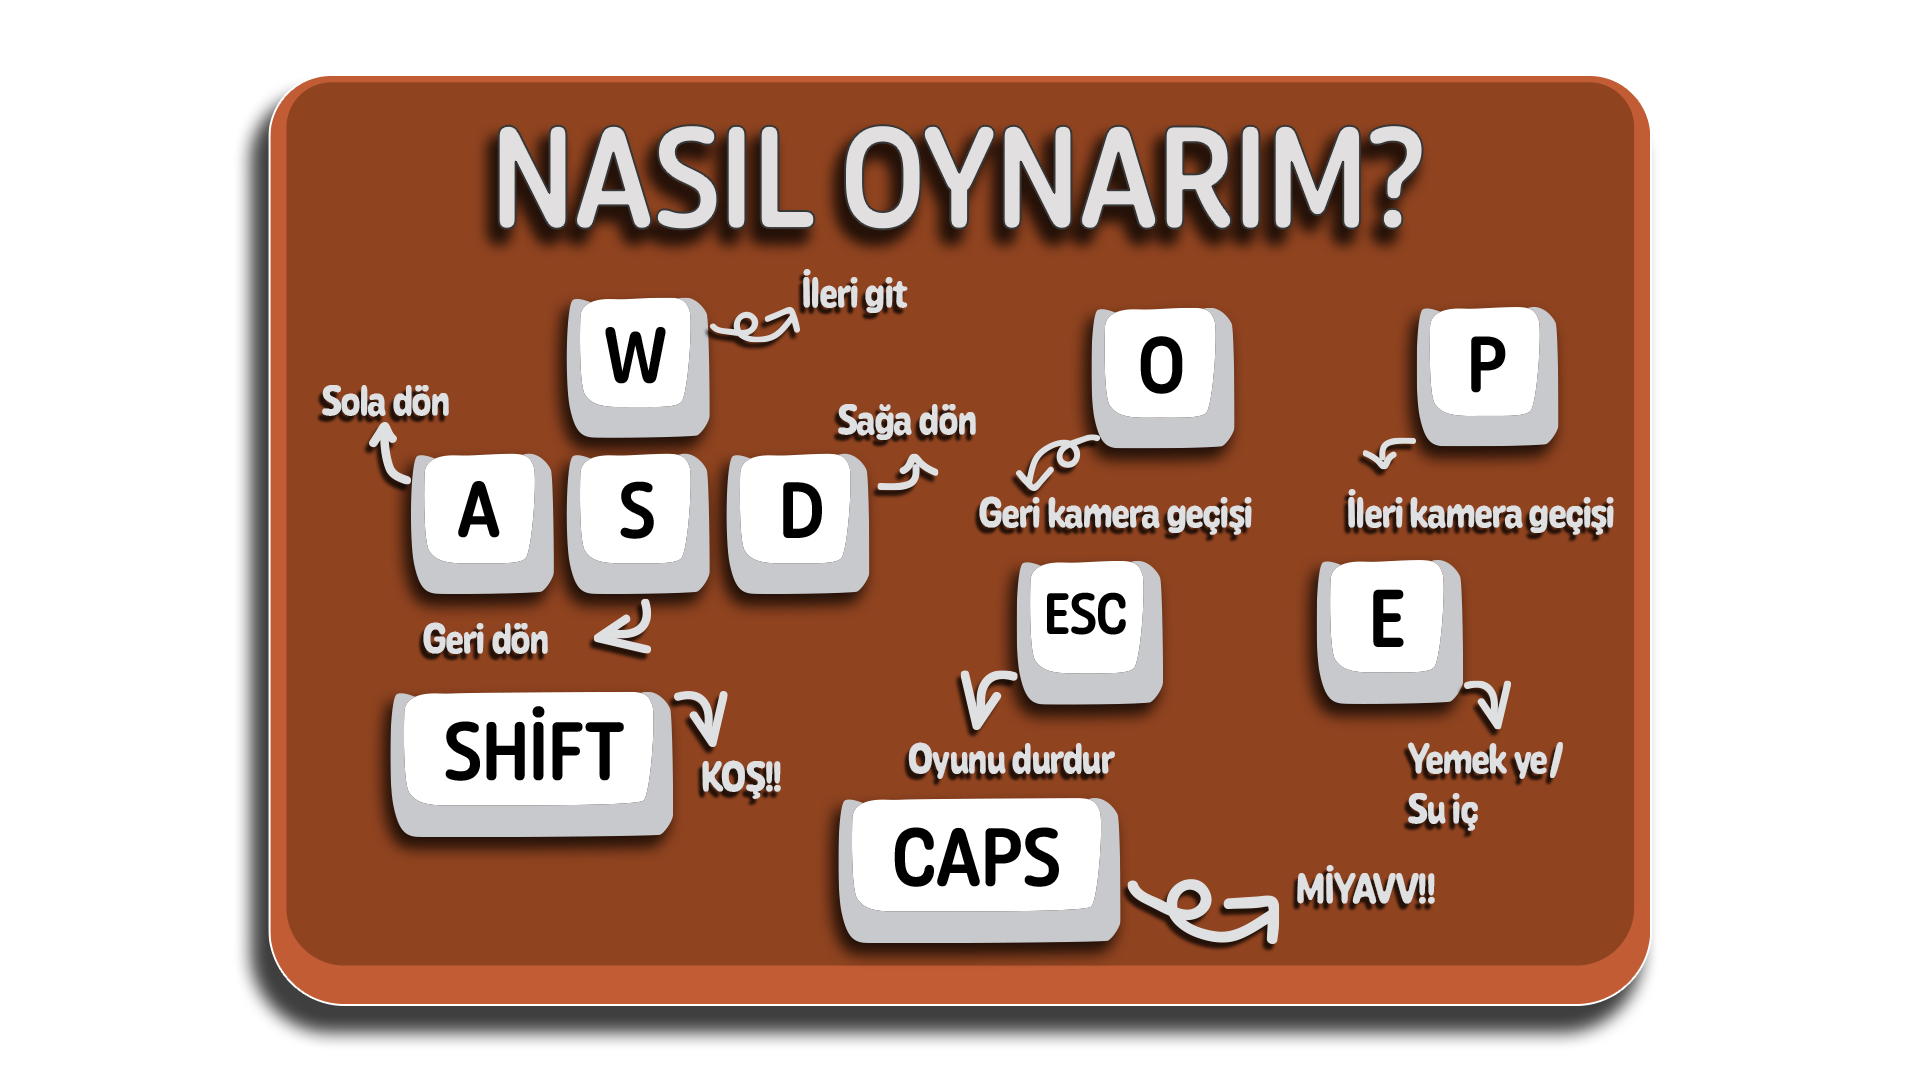 NASIL OYNARIM?
W
İleri git
A
Sola dön
S
Geri dön
D
Sağa dön
SHİFT
KOŞ!!
O
Geri kamera geçişi
P
İleri kamera geçişi
ESC
Oyunu durdur
E
Yemek ye/
Su iç
CAPS
MİYAVV!!